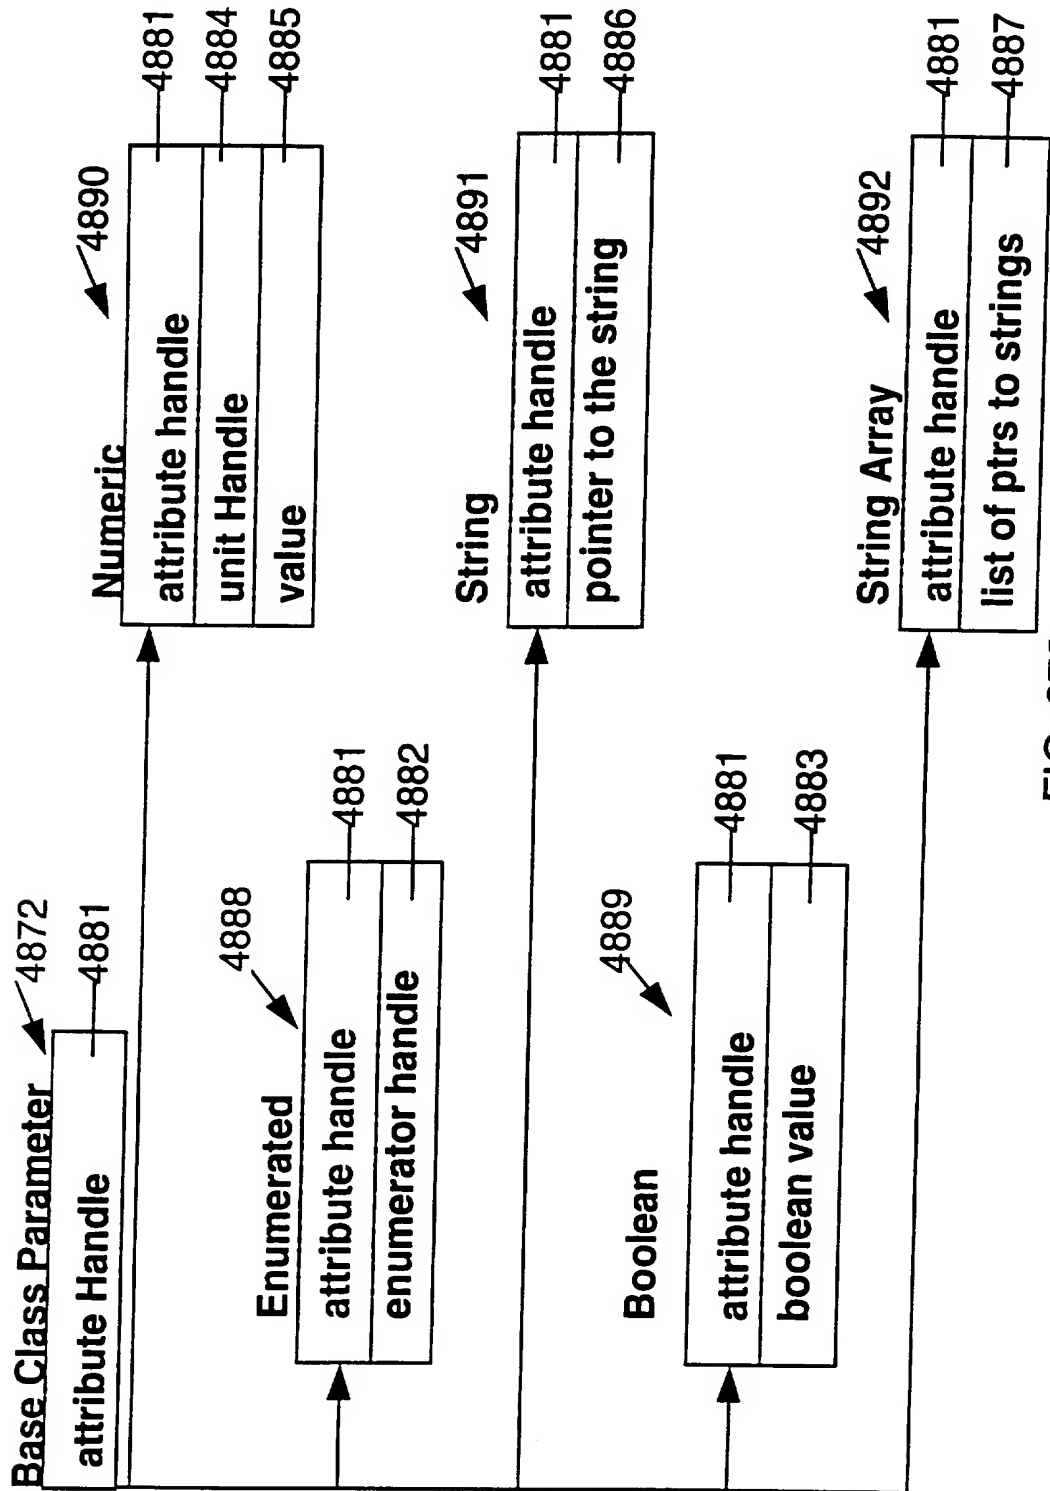 Base Class Parameter
4872
attribute Handle
4881
Enumerated
4888
attribute handle
4881
enumerator handle
4882
Boolean
4889
attribute handle
4881
boolean value
4883
Numeric
4890
attribute handle
4881
unit Handle
4884
value
4885
String
4891
attribute handle
4881
pointer to the string
4886
String Array
4892
attribute handle
4881
list of ptrs to strings
4887